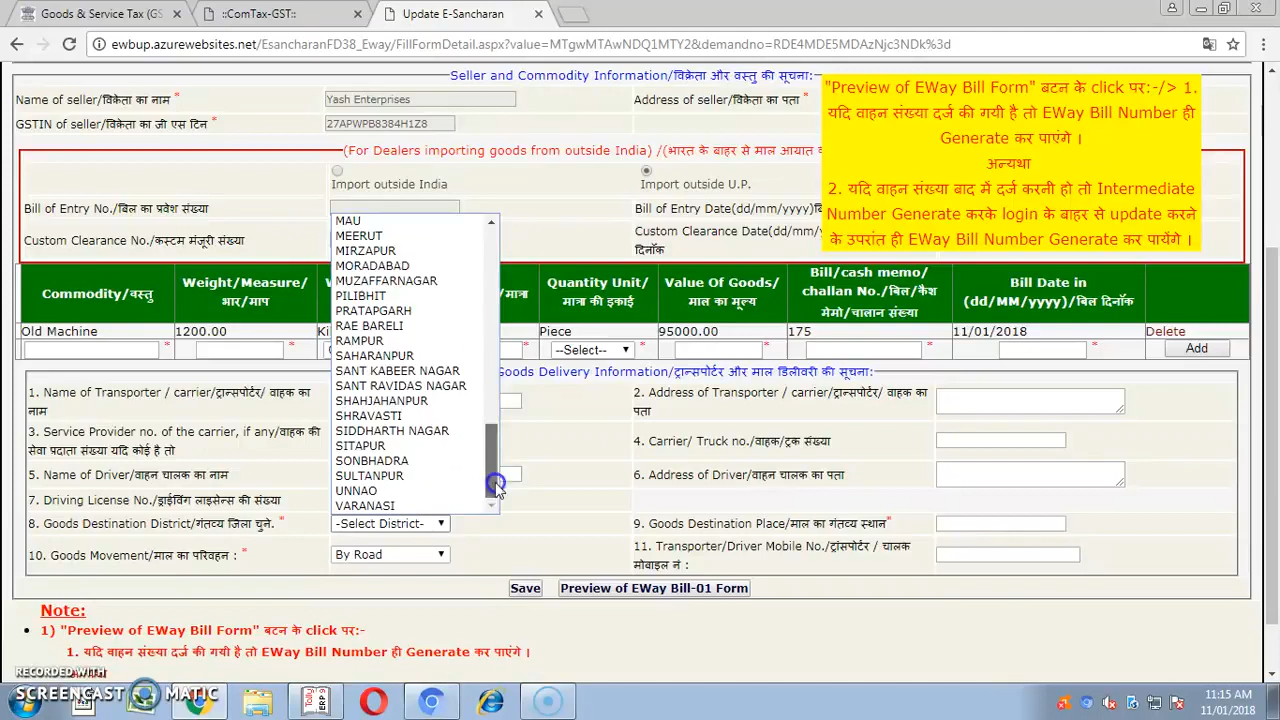 Goods & Service Tax (GS
::ComTax-GST::
Update E-Sancharan
ewbup.azurewebsites.net/EsancharanFD38_Eway/FillFormDetail.aspx?value=MTgwMTAwNDQ1MTY2&demandno=RDE4MDE5MDAzNjc3NDk%3d
Seller and Commodity Information/विक्रेता और वस्तु की सूचना:
Name of seller/विक्रेता का नाम *
Yash Enterprises
Address of seller/विक्रेता का पता *
GSTIN of seller/विक्रेता का जी एस टिन *
27APWPB8384H1Z8
"Preview of EWay Bill Form" बटन के click पर:-/> 1.
यदि वाहन संख्या दर्ज की गयी है तो EWay Bill Number ही
Generate कर पाएंगे ।
अन्यथा
2. यदि वाहन संख्या बाद में दर्ज करनी हो तो Intermediate
Number Generate करके login के बाहर से update करने
के उपरांत ही EWay Bill Number Generate कर पायेंगे ।
(For Dealers importing goods from outside India) /(भारत के बाहर से माल आयात
Import outside India
Import outside U.P.
Bill of Entry No./बिल का प्रवेश संख्या
Bill of Entry Date(dd/mm/yyyy)
Custom Clearance No./कस्टम मंजूरी संख्या
Custom Clearance Date(dd/mm/
दिनाँक
Commodity/वस्तु
Weight/Measure/
भार/माप
/मात्रा
Quantity Unit/
मात्रा की इकाई
Value Of Goods/
माल का मूल्य
Bill/cash memo/
challan No./बिल/कैश
मेमो/चालान संख्या
Bill Date in
(dd/MM/yyyy)/बिल दिनाँक
Old Machine
1200.00
Ki
Piece
95000.00
175
11/01/2018
Delete
--Select--
Add
MAU
MEERUT
MIRZAPUR
MORADABAD
MUZAFFARNAGAR
PILIBHIT
PRATAPGARH
RAE BARELI
RAMPUR
SAHARANPUR
SANT KABEER NAGAR
SANT RAVIDAS NAGAR
SHAHJAHANPUR
SHRAVASTI
SIDDHARTH NAGAR
SITAPUR
SONBHADRA
SULTANPUR
UNNAO
VARANASI
Goods Delivery Information/ट्रान्सपोर्टर और माल डिलीवरी की सूचना:
1. Name of Transporter / carrier/ट्रान्सपोर्टर/ वाहक का
नाम
2. Address of Transporter / carrier/ट्रान्सपोर्टर/ वाहक का
पता
3. Service Provider no. of the carrier, if any/वाहक की
सेवा प्रदाता संख्या यदि कोई है तो
4. Carrier/ Truck no./वाहक/ट्रक संख्या
5. Name of Driver/वाहन चालक का नाम
6. Address of Driver/वाहन चालक का पता
7. Driving License No./ड्राईविंग लाइसेन्स की संख्या
8. Goods Destination District/गंतव्य जिला चुने. *
-Select District-
9. Goods Destination Place/माल का गंतव्य स्थान*
10. Goods Movement/माल का परिवहन : *
By Road
11. Transporter/Driver Mobile No./ट्रांसपोर्टर / चालक
मोबाइल नं :
Save
Preview of EWay Bill-01 Form
Note:
1) "Preview of EWay Bill Form" बटन के click पर:-
1. यदि वाहन संख्या दर्ज की गयी है तो EWay Bill Number ही Generate कर पाएंगे ।
RECORDED WITH
SCREENCAST MATIC
11:15 AM
11/01/2018